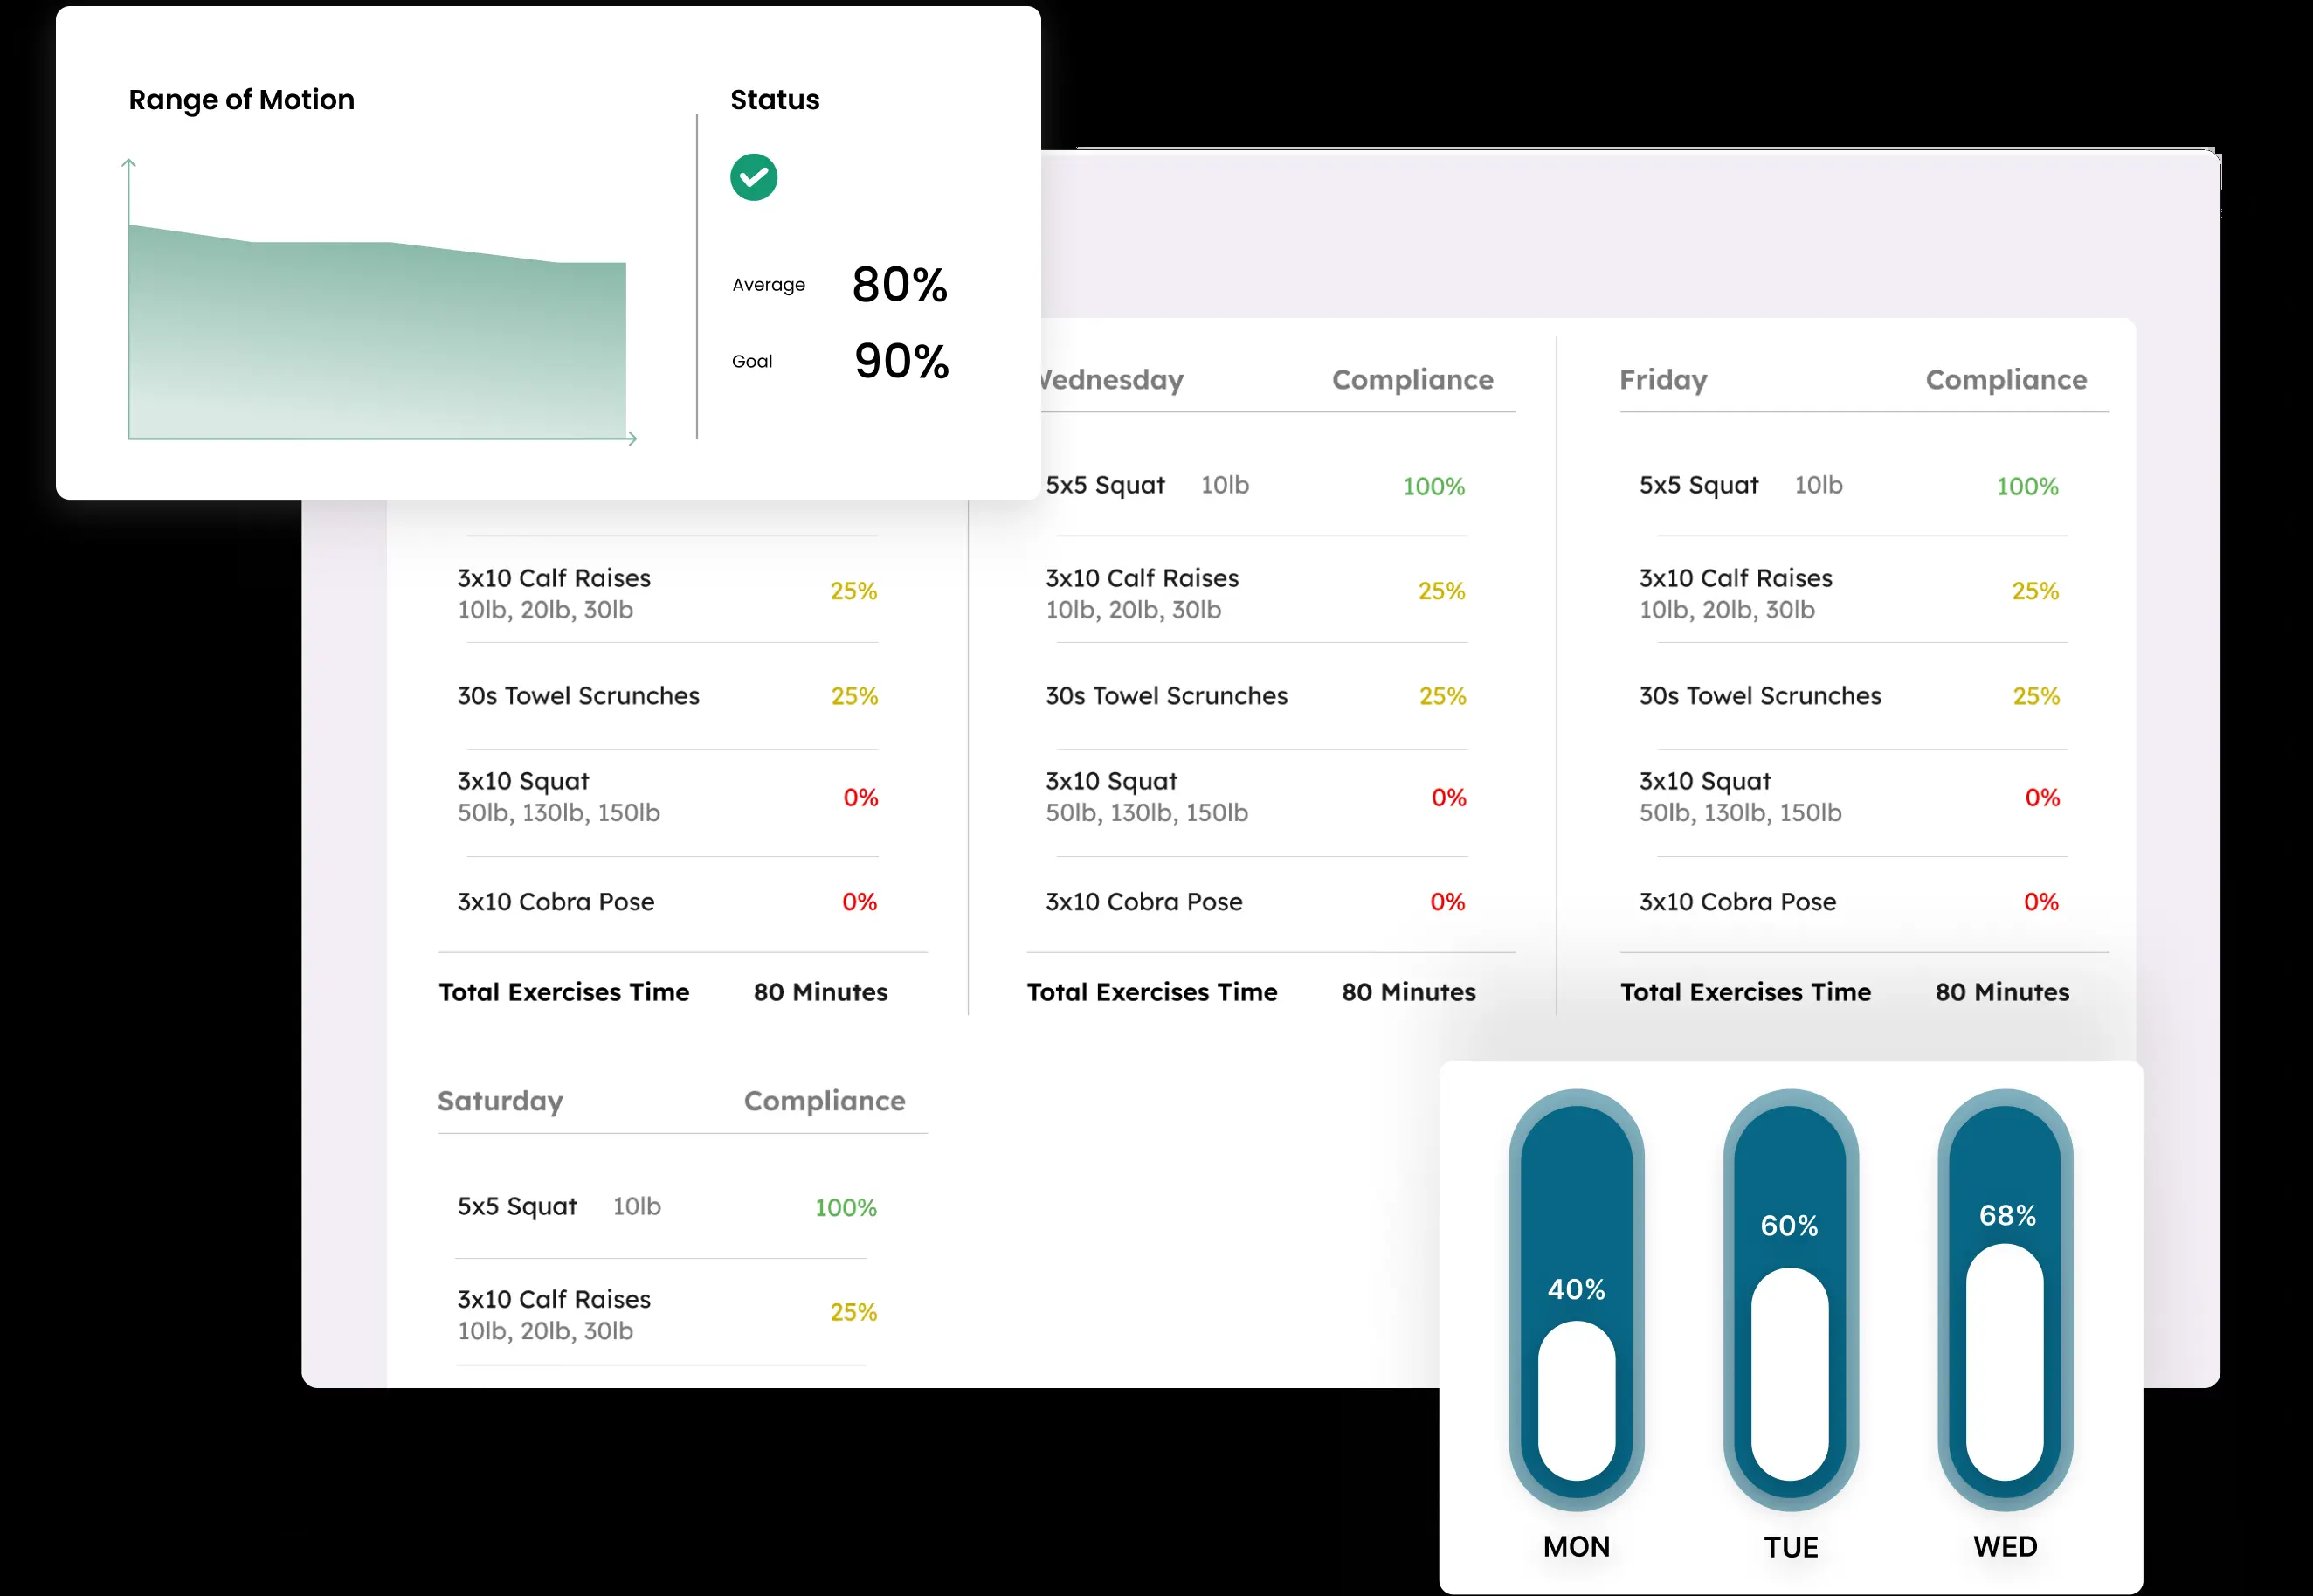 Range of Motion
Status
Average 80%
Goal 90%
Compliance
5x5 Squat 10lb 100%
3x10 Calf Raises
10lb, 20lb, 30lb
25%
30s Towel Scrunches 25%
3x10 Squat
50lb, 130lb, 150lb
0%
3x10 Cobra Pose 0%
Total Exercises Time 80 Minutes
Friday Compliance
5x5 Squat 10lb 100%
3x10 Calf Raises
10lb, 20lb, 30lb
25%
30s Towel Scrunches 25%
3x10 Squat
50lb, 130lb, 150lb
0%
3x10 Cobra Pose 0%
Total Exercises Time 80 Minutes
3x10 Calf Raises
10lb, 20lb, 30lb
25%
30s Towel Scrunches 25%
3x10 Squat
50lb, 130lb, 150lb
0%
3x10 Cobra Pose 0%
Total Exercises Time 80 Minutes
Saturday Compliance
5x5 Squat 10lb 100%
3x10 Calf Raises
10lb, 20lb, 30lb
25%
40% 60% 68%
MON TUE WED